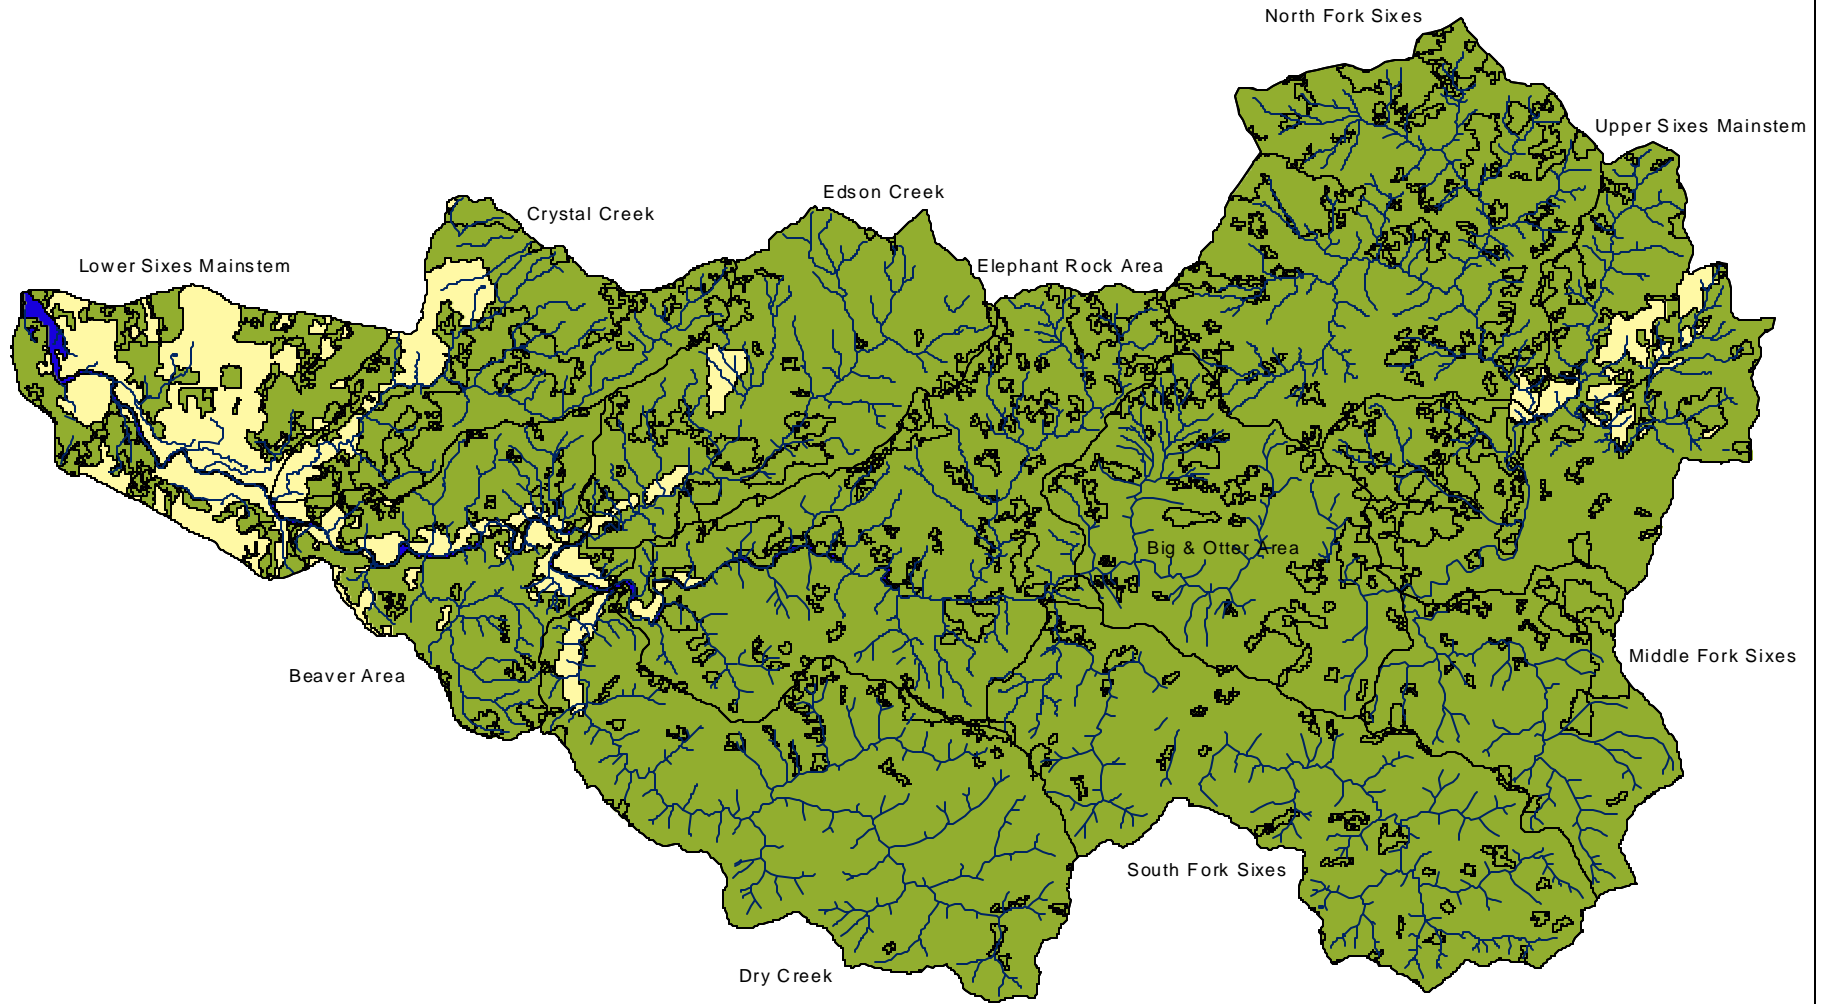 North Fork Sixes
Upper Sixes Mainstem
Edson Creek
Crystal Creek
Lower Sixes Mainstem
Elephant Rock Area
Big & Otter Area
Middle Fork Sixes
Beaver Area
South Fork Sixes
Dry Creek